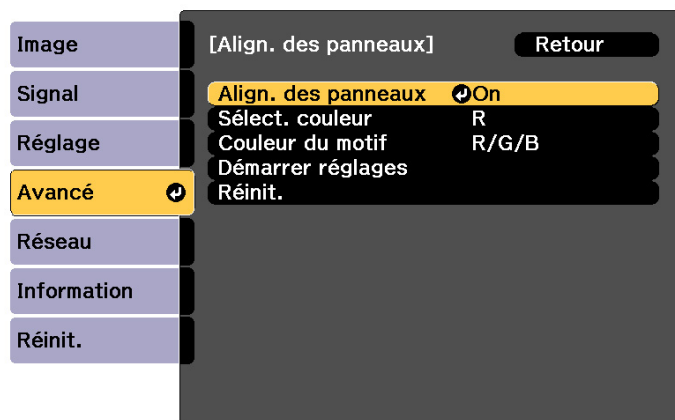 Image
Signal
Réglage
Avancé
Réseau
Information
Réinit.
[Align. des panneaux] Retour
Align. des panneaux On
Sélect. couleur R
Couleur du motif R/G/B
Démarrer réglages
Réinit.